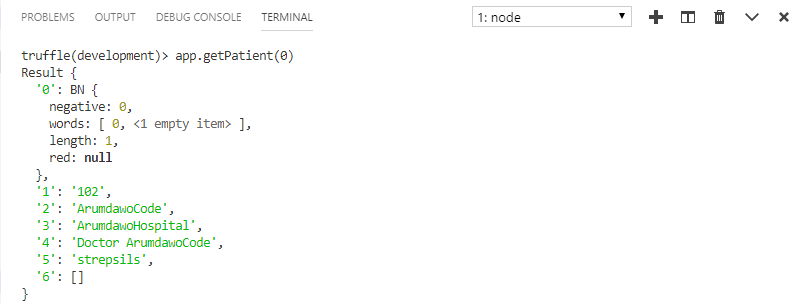 PROBLEMS OUTPUT DEBUG CONSOLE TERMINAL 1: node
truffle(development)> app.getPatient(0)
Result {
  '0': BN {
    negative: 0,
    words: [ 0, <1 empty item> ],
    length: 1,
    red: null
  },
  '1': '102',
  '2': 'ArumdawoCode',
  '3': 'ArumdawoHospital',
  '4': 'Doctor ArumdawoCode',
  '5': 'strepsils',
  '6': []
}